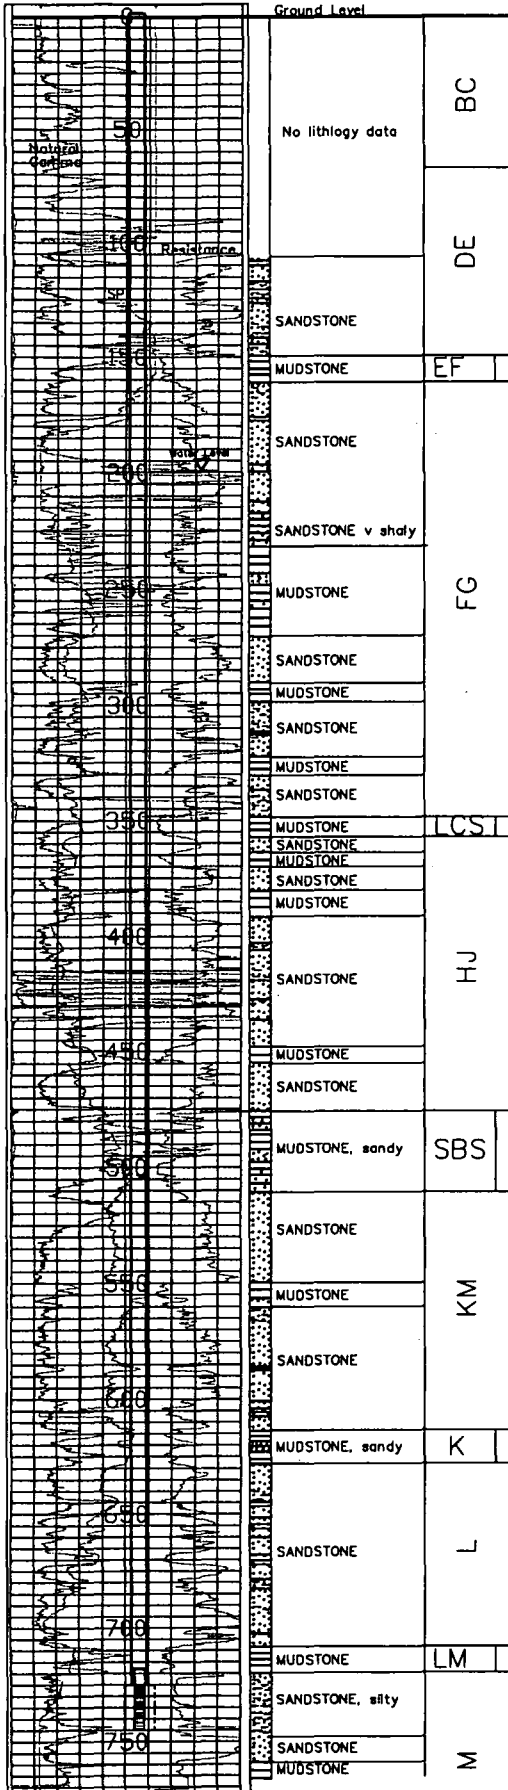 Ground Level
0
BC
50
No lithlogy data
Natural
Gamma
DE
100
Resistance
SANDSTONE
150
MUDSTONE
EF
SANDSTONE
Water Level
200
SANDSTONE v shaly
250
MUDSTONE
FG
SANDSTONE
MUDSTONE
300
SANDSTONE
MUDSTONE
SANDSTONE
350
MUDSTONE
LCS
SANDSTONE
MUDSTONE
SANDSTONE
MUDSTONE
400
HJ
SANDSTONE
450
MUDSTONE
SANDSTONE
MUDSTONE, sandy
SBS
500
SANDSTONE
550
MUDSTONE
KM
SANDSTONE
600
MUDSTONE, sandy
K
650
SANDSTONE
L
700
MUDSTONE
LM
SANDSTONE, silty
750
SANDSTONE
M
MUDSTONE